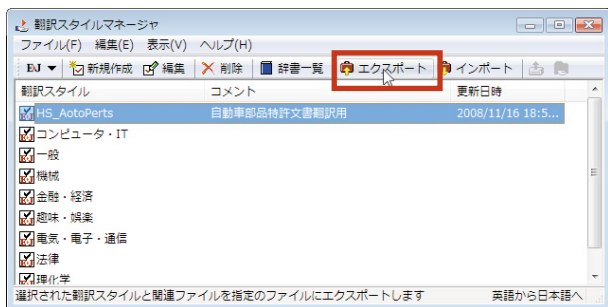 翻訳スタイルマネージャ
ファイル(F) 編集(E) 表示(V) ヘルプ(H)
EJ ▼ 新規作成 編集 削除 辞書一覧 エクスポート インポート
翻訳スタイル コメント 更新日時
HS_AotoPerts 自動車部品特許文書翻訳用 2008/11/16 18:5...
コンピュータ・IT
一般
機械
金融・経済
趣味・娯楽
電気・電子・通信
法律
理化学
選択された翻訳スタイルと関連ファイルを指定のファイルにエクスポートします 英語から日本語へ